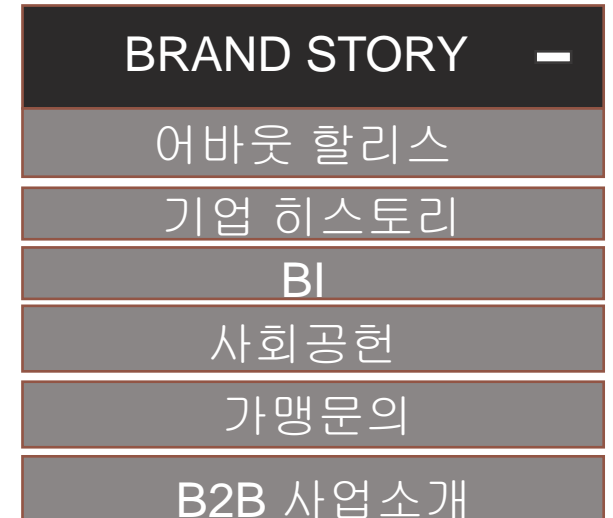 BRAND STORY
어바웃 할리스
기업 히스토리
BI
사회공헌
가맹문의
B2B 사업소개